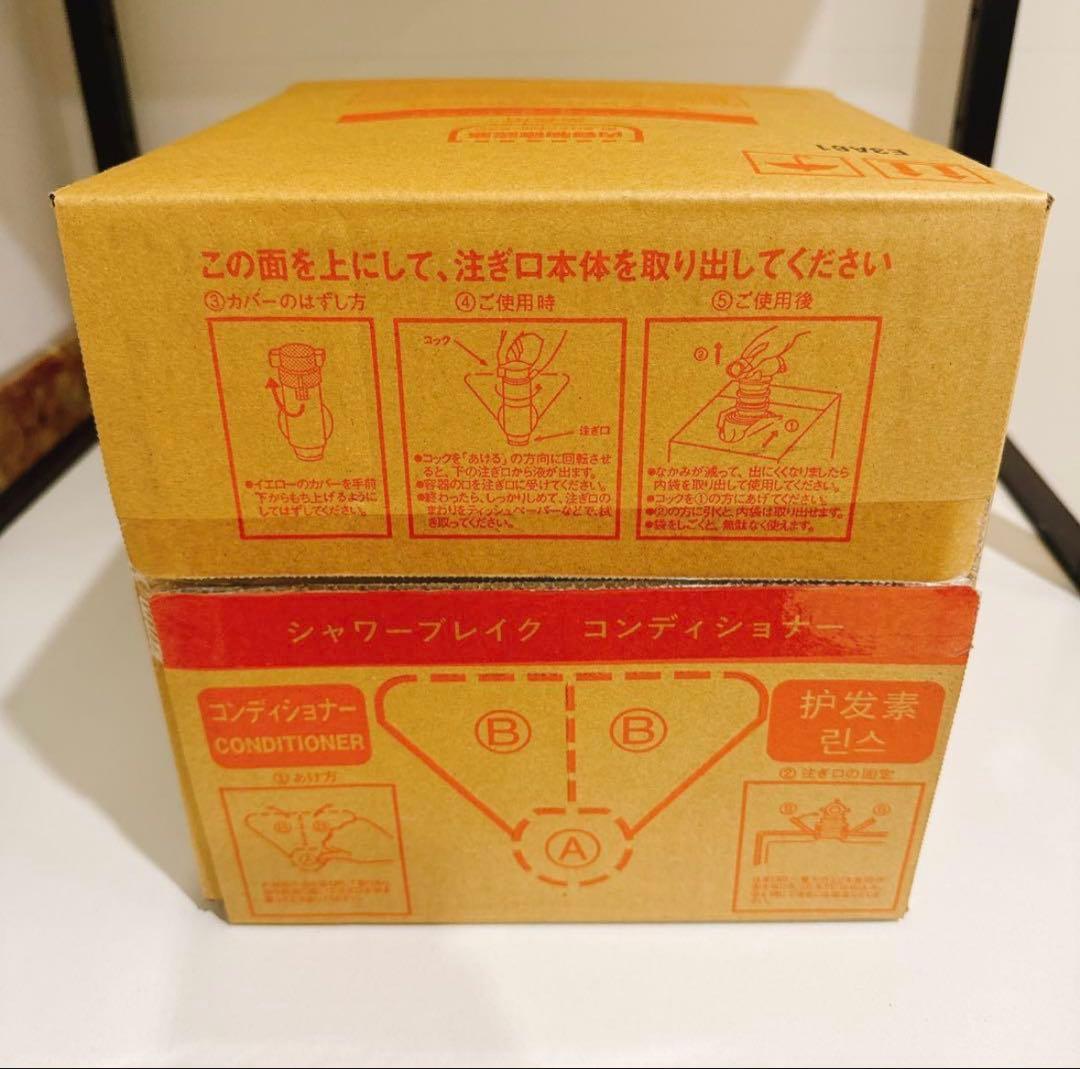 E3A61
この面を上にして、注ぎ口本体を取り出してください
③カバーのはずし方
●イエローのカバーを手前
下からもち上げるように
してはずしてください。
④ご使用時
コック
注ぎ口
●コックを「あける」の方向に回転させ
ると、下の注ぎ口から液が出ます。
●容器の口を注ぎ口に受けてください。
●終わったら、しっかりしめて、注ぎ口の
まわりをティッシュペーパーなどで、拭
き取ってください。
⑤ご使用後
②
①
●なかみが減って、出にくくなりましたら
内袋を取り出して使用してください。
●コックを①の方にあげてください。
●②の方に引くと、内袋は取り出せます。
●袋をしごくと、無駄なく使えます。
シャワーブレイク コンディショナー
コンディショナー
CONDITIONER
Ⓑ
Ⓑ
Ⓐ
护发素
린스
①あけ方
②注ぎ口の固定